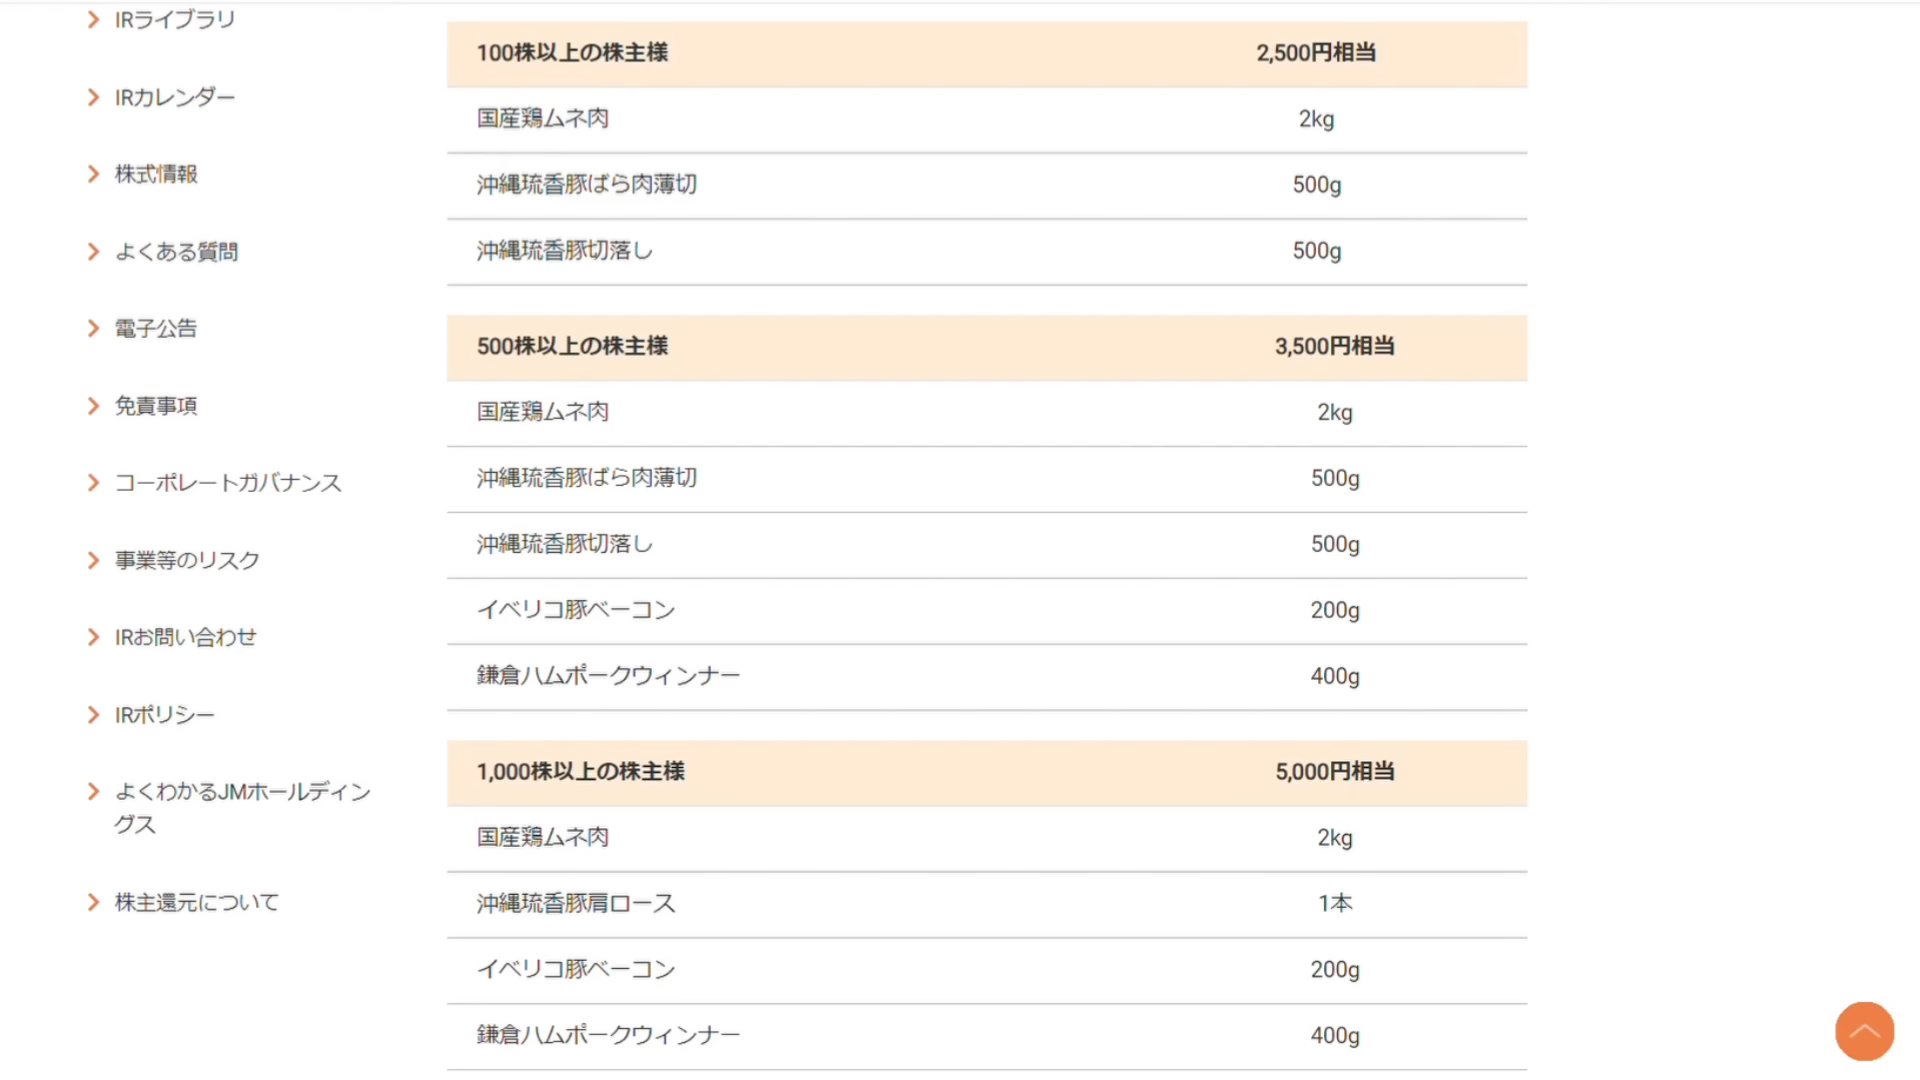 IRライブラリ
IRカレンダー
株式情報
よくある質問
電子公告
免責事項
コーポレートガバナンス
事業等のリスク
IRお問い合わせ
IRポリシー
よくわかるJMホールディン
グス
株主還元について
100株以上の株主様 2,500円相当
国産鶏ムネ肉 2kg
沖縄琉香豚ばら肉薄切 500g
沖縄琉香豚切落し 500g
500株以上の株主様 3,500円相当
国産鶏ムネ肉 2kg
沖縄琉香豚ばら肉薄切 500g
沖縄琉香豚切落し 500g
イベリコ豚ベーコン 200g
鎌倉ハムポークウィンナー 400g
1,000株以上の株主様 5,000円相当
国産鶏ムネ肉 2kg
沖縄琉香豚肩ロース 1本
イベリコ豚ベーコン 200g
鎌倉ハムポークウィンナー 400g